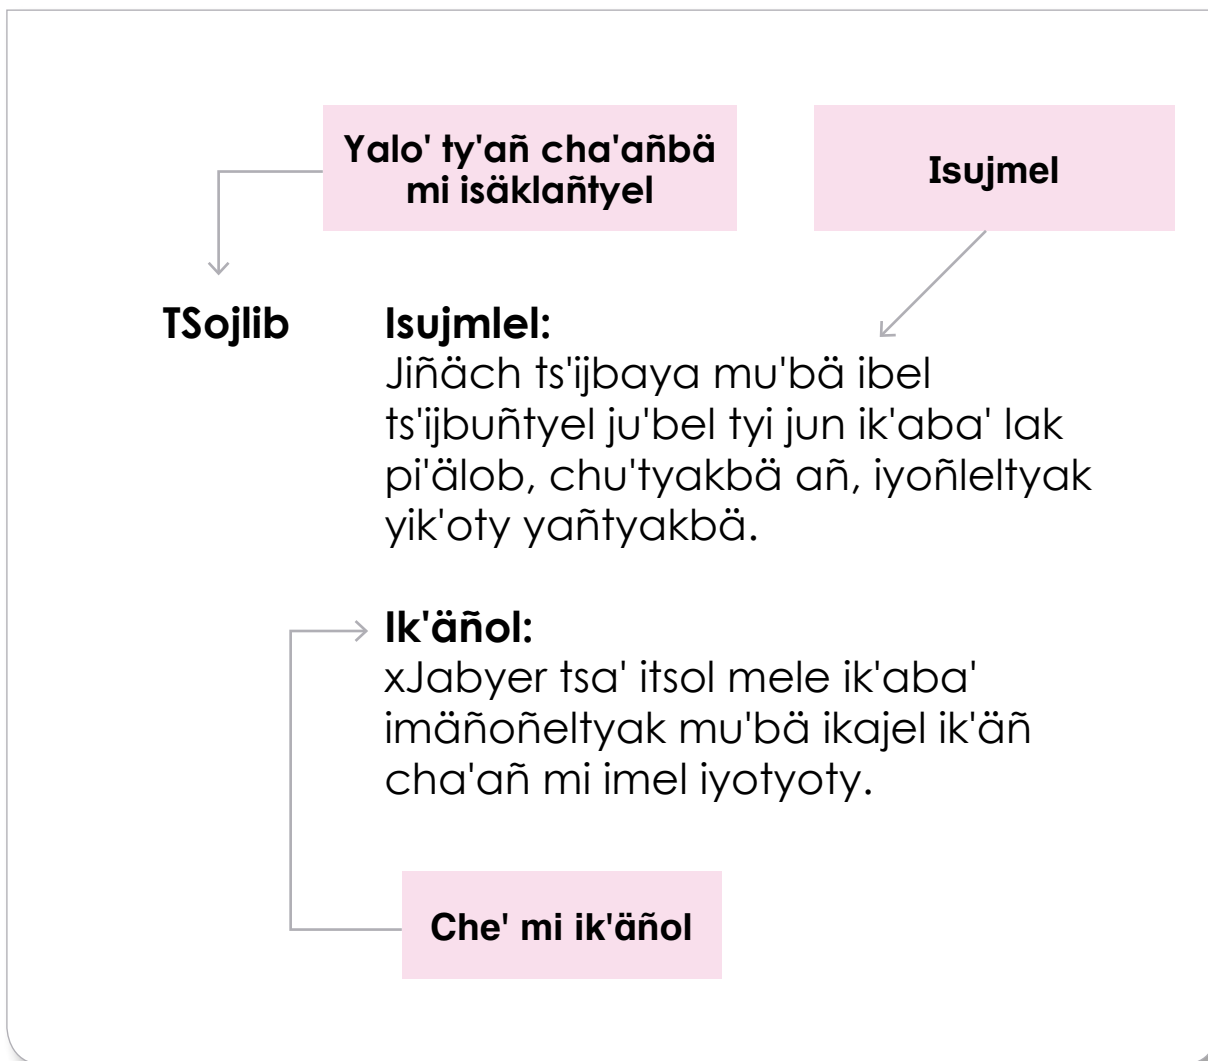 Yalo' ty'añ cha'añbä
mi isäklañtyel
Isujmel
TSojlib
Isujmlel:
Jiñäch ts'ijbaya mu'bä ibel
ts'ijbuñtyel ju'bel tyi jun ik'aba' lak
pi'älob, chu'tyakbä añ, iyoñleltyak
yik'oty yañtyakbä.
Ik'äñol:
xJabyer tsa' itsol mele ik'aba'
imäñoñeltyak mu'bä ikajel ik'äñ
cha'añ mi imel iyotyoty.
Che' mi ik'äñol